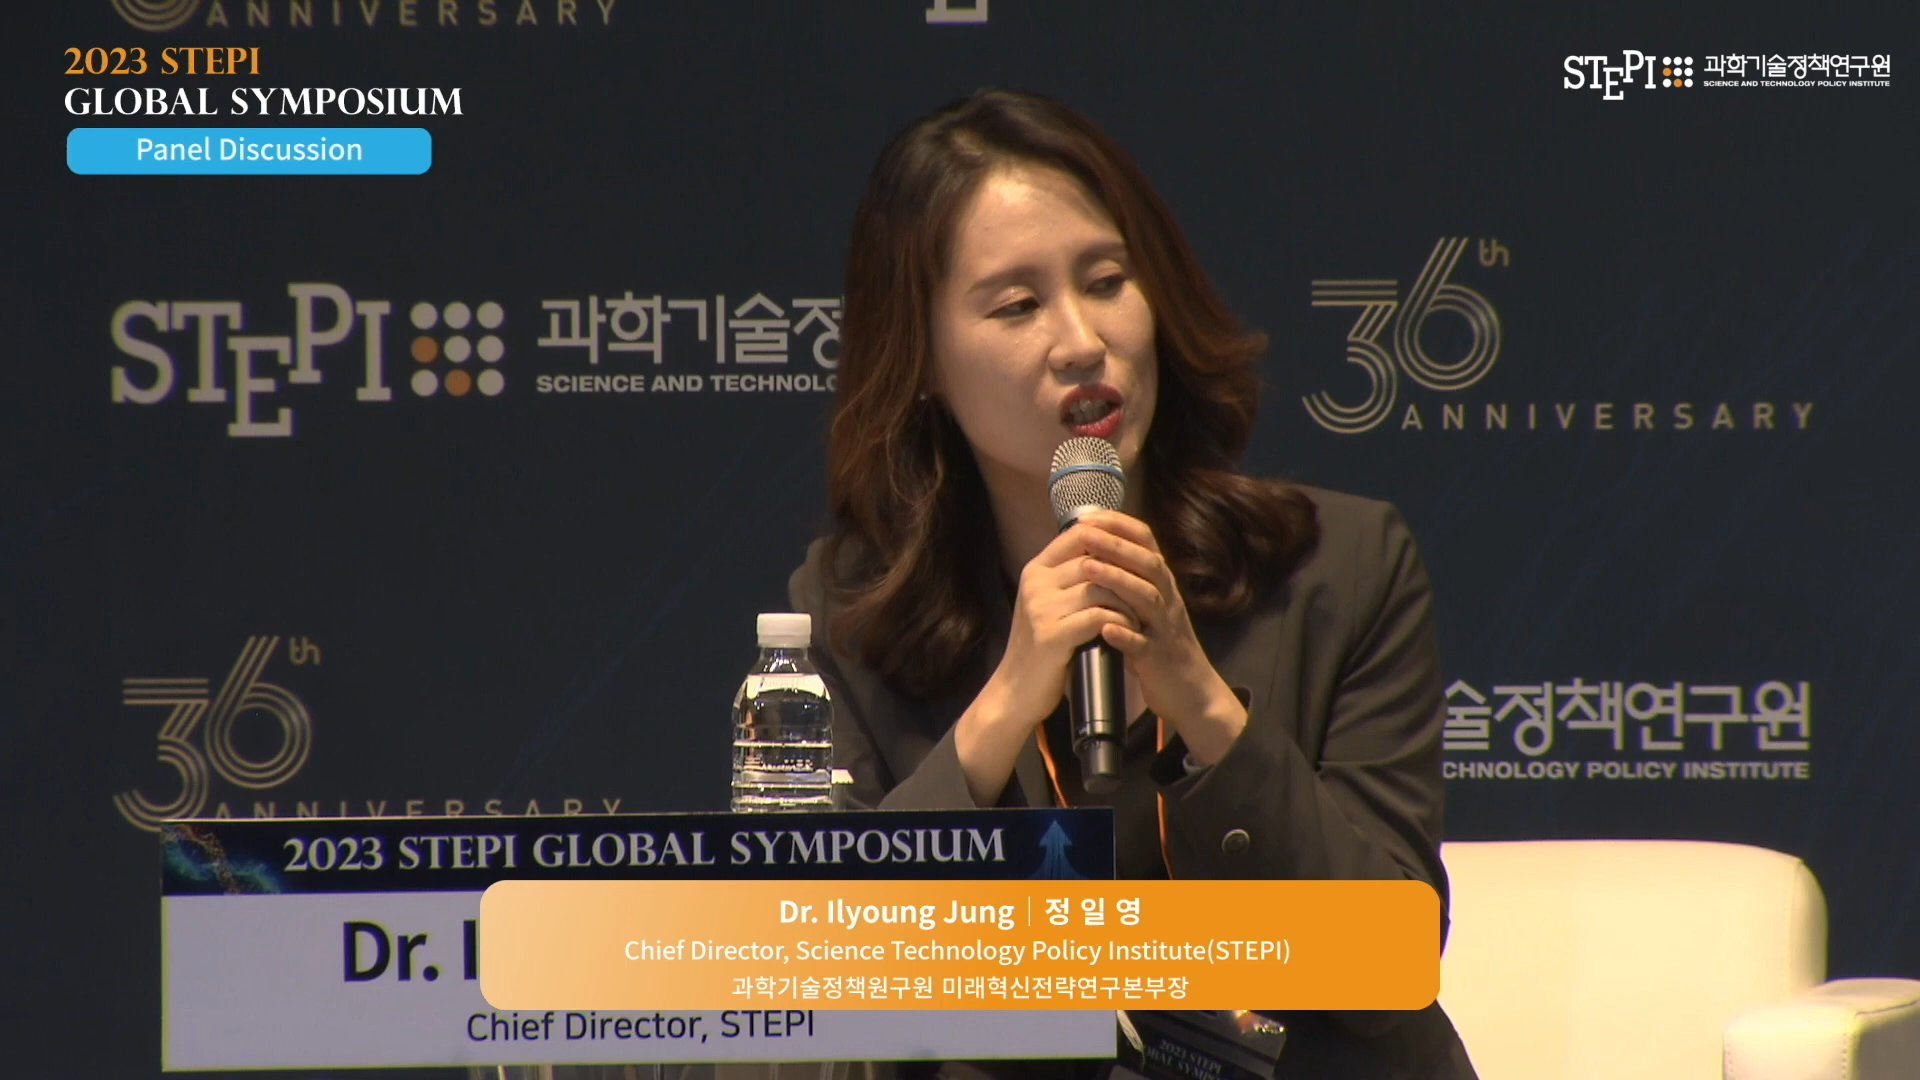 ANNIVERSARY
2023 STEPI
GLOBAL SYMPOSIUM
Panel Discussion
STEPI 과학기술정책연구원
SCIENCE AND TECHNOLOGY POLICY INSTITUTE
36th
ANNIVERSARY
STEPI 과학기술정
SCIENCE AND TECHNOLO
36th
ANNIVERSARY
술정책연구원
CHNOLOGY POLICY INSTITUTE
2023 STEPI GLOBAL SYMPOSIUM
Dr. I
Chief Director, STEPI
Dr. Ilyoung Jung | 정 일 영
Chief Director, Science Technology Policy Institute(STEPI)
과학기술정책원구원 미래혁신전략연구본부장
2023 STEPI